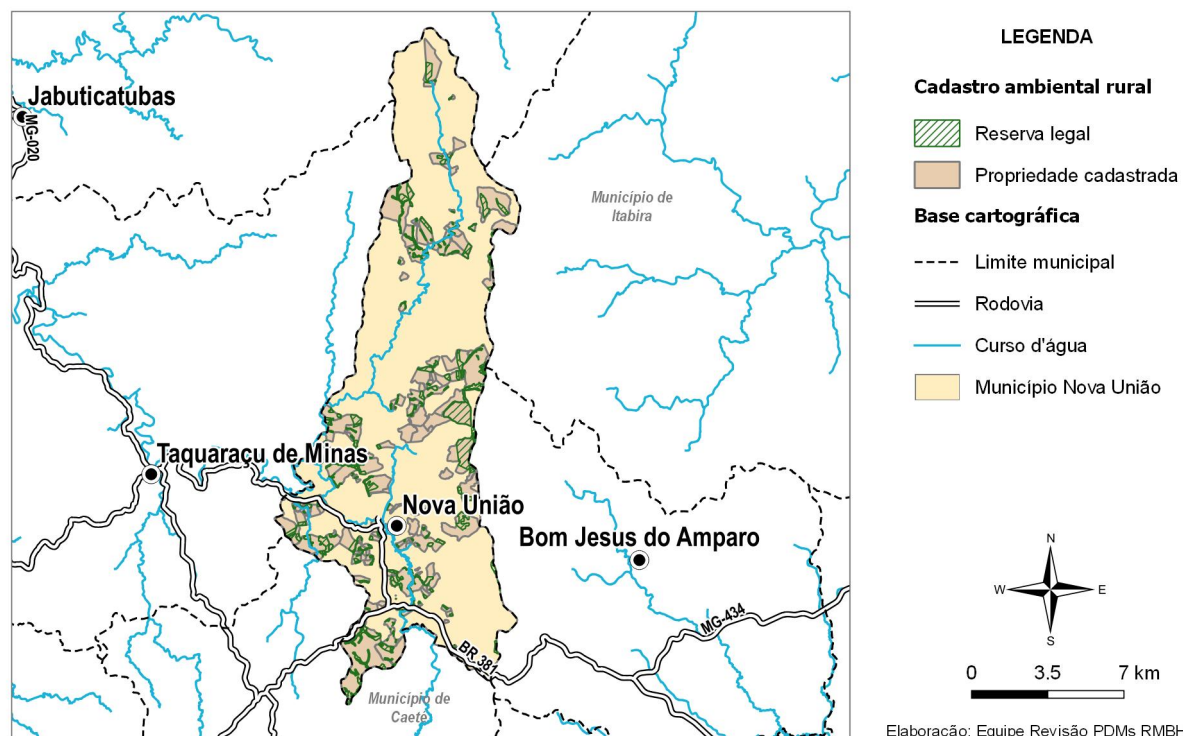 Jabuticatubas
MG-020
Município de
Itabira
Taquaraçu de Minas
Nova União
Bom Jesus do Amparo
MG-434
BR 381
Município de
Caeté
LEGENDA
Cadastro ambiental rural
Reserva legal
Propriedade cadastrada
Base cartográfica
Limite municipal
Rodovia
Curso d'água
Município Nova União
N
W
E
S
0 3.5 7 km
Elaboração: Equipe Revisão PDMs RMBH